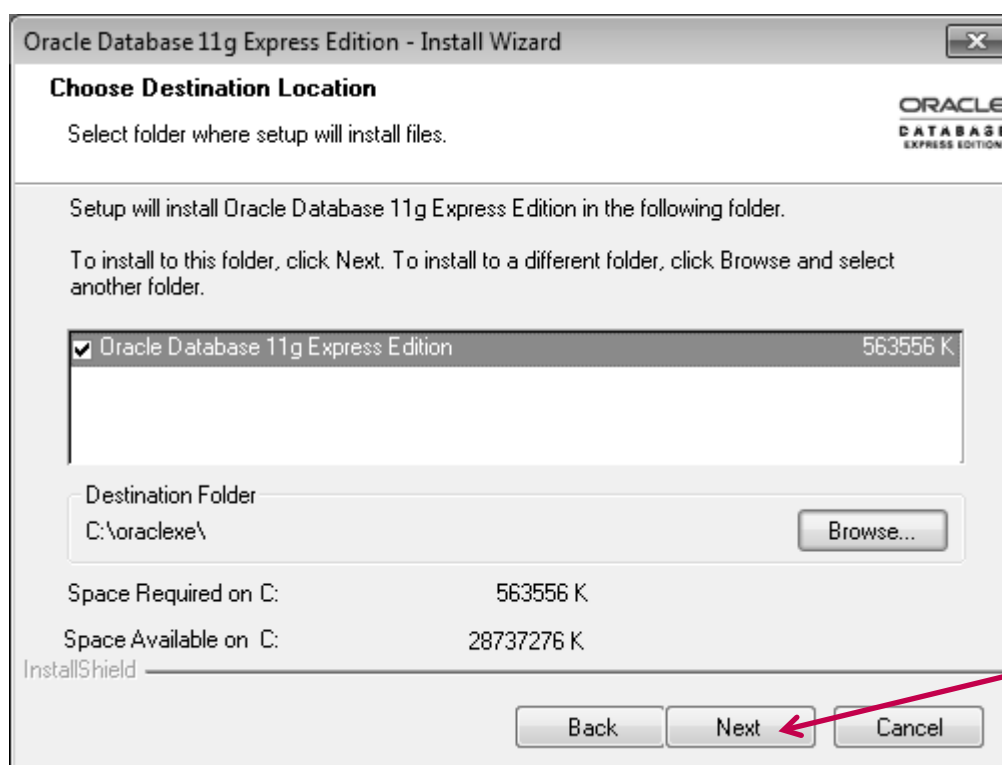 Oracle Database 11g Express Edition - Install Wizard
Choose Destination Location
Select folder where setup will install files.
ORACLE
DATABASE
EXPRESS EDITION
Setup will install Oracle Database 11g Express Edition in the following folder.
To install to this folder, click Next. To install to a different folder, click Browse and select
another folder.
Oracle Database 11g Express Edition 563556 K
Destination Folder
C:\oraclexe\ Browse...
Space Required on C: 563556 K
Space Available on C: 28737276 K
InstallShield
Back Next Cancel